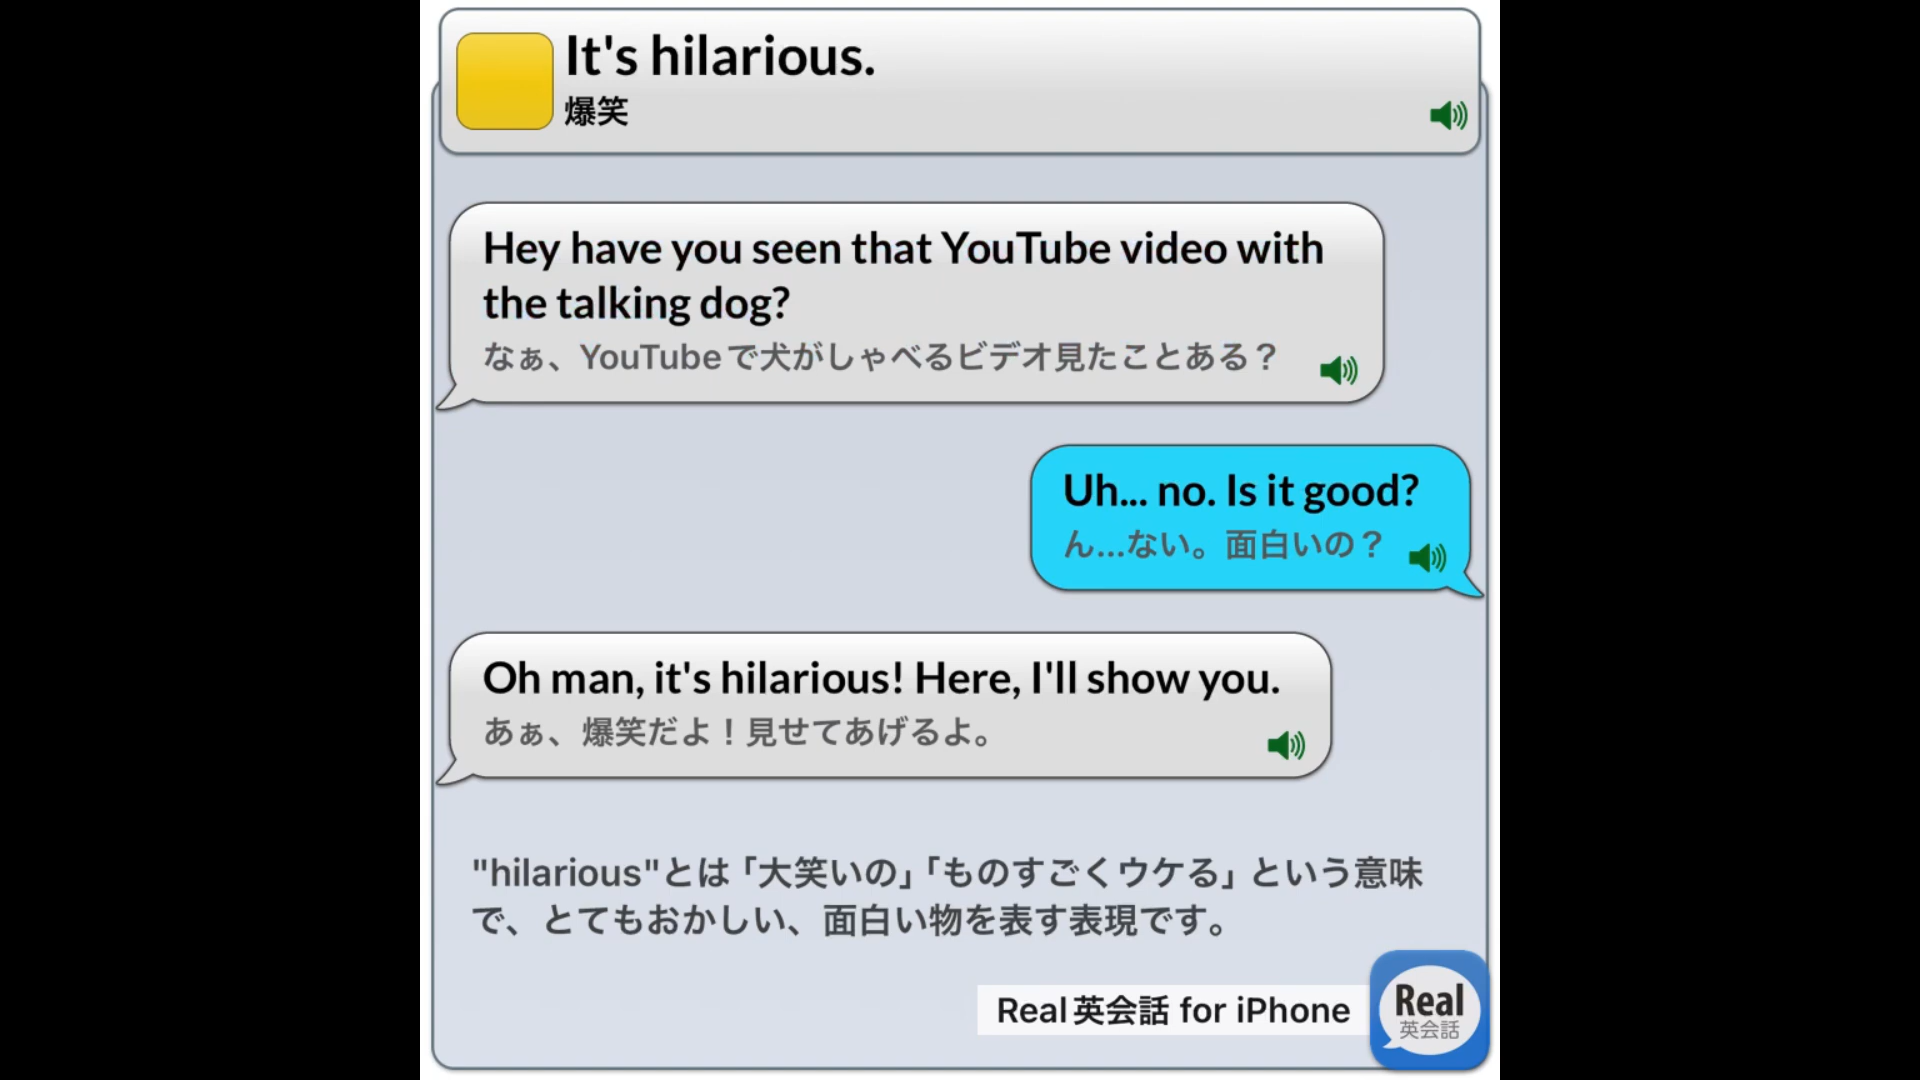 It's hilarious.
爆笑
Hey have you seen that YouTube video with
the talking dog?
なぁ、YouTubeで犬がしゃべるビデオ見たことある？
Uh... no. Is it good?
ん...ない。面白いの？
Oh man, it's hilarious! Here, I'll show you.
あぁ、爆笑だよ！見せてあげるよ。
"hilarious"とは「大笑いの」「ものすごくウケる」という意味
で、とてもおかしい、面白い物を表す表現です。
Real英会話 for iPhone
Real
英会話